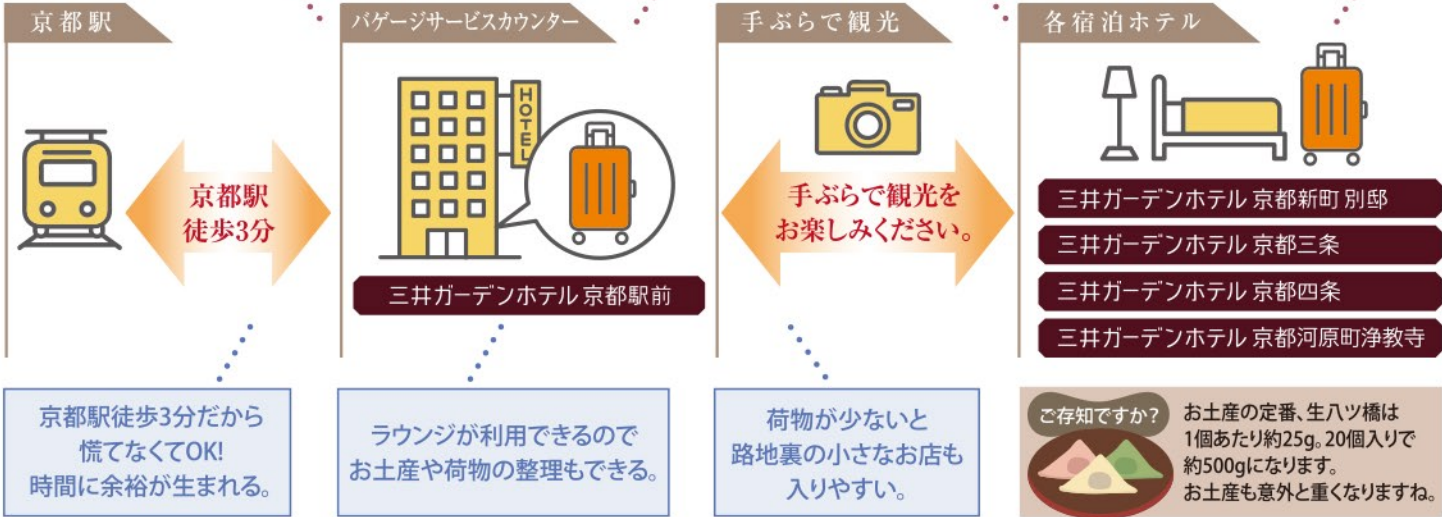 京都駅
バゲージサービスカウンター
手ぶらで観光
各宿泊ホテル
HOTEL
京都駅
徒歩3分
手ぶらで観光を
お楽しみください。
三井ガーデンホテル 京都駅前
三井ガーデンホテル 京都新町 別邸
三井ガーデンホテル 京都三条
三井ガーデンホテル 京都四条
三井ガーデンホテル 京都河原町浄教寺
京都駅徒歩3分だから
慌てなくてOK!
時間に余裕が生まれる。
ラウンジが利用できるので
お土産や荷物の整理もできる。
荷物が少ないと
路地裏の小さなお店も
入りやすい。
ご存知ですか?
お土産の定番、生八ツ橋は
1個あたり約25g。20個入りで
約500gになります。
お土産も意外と重くなりますね。